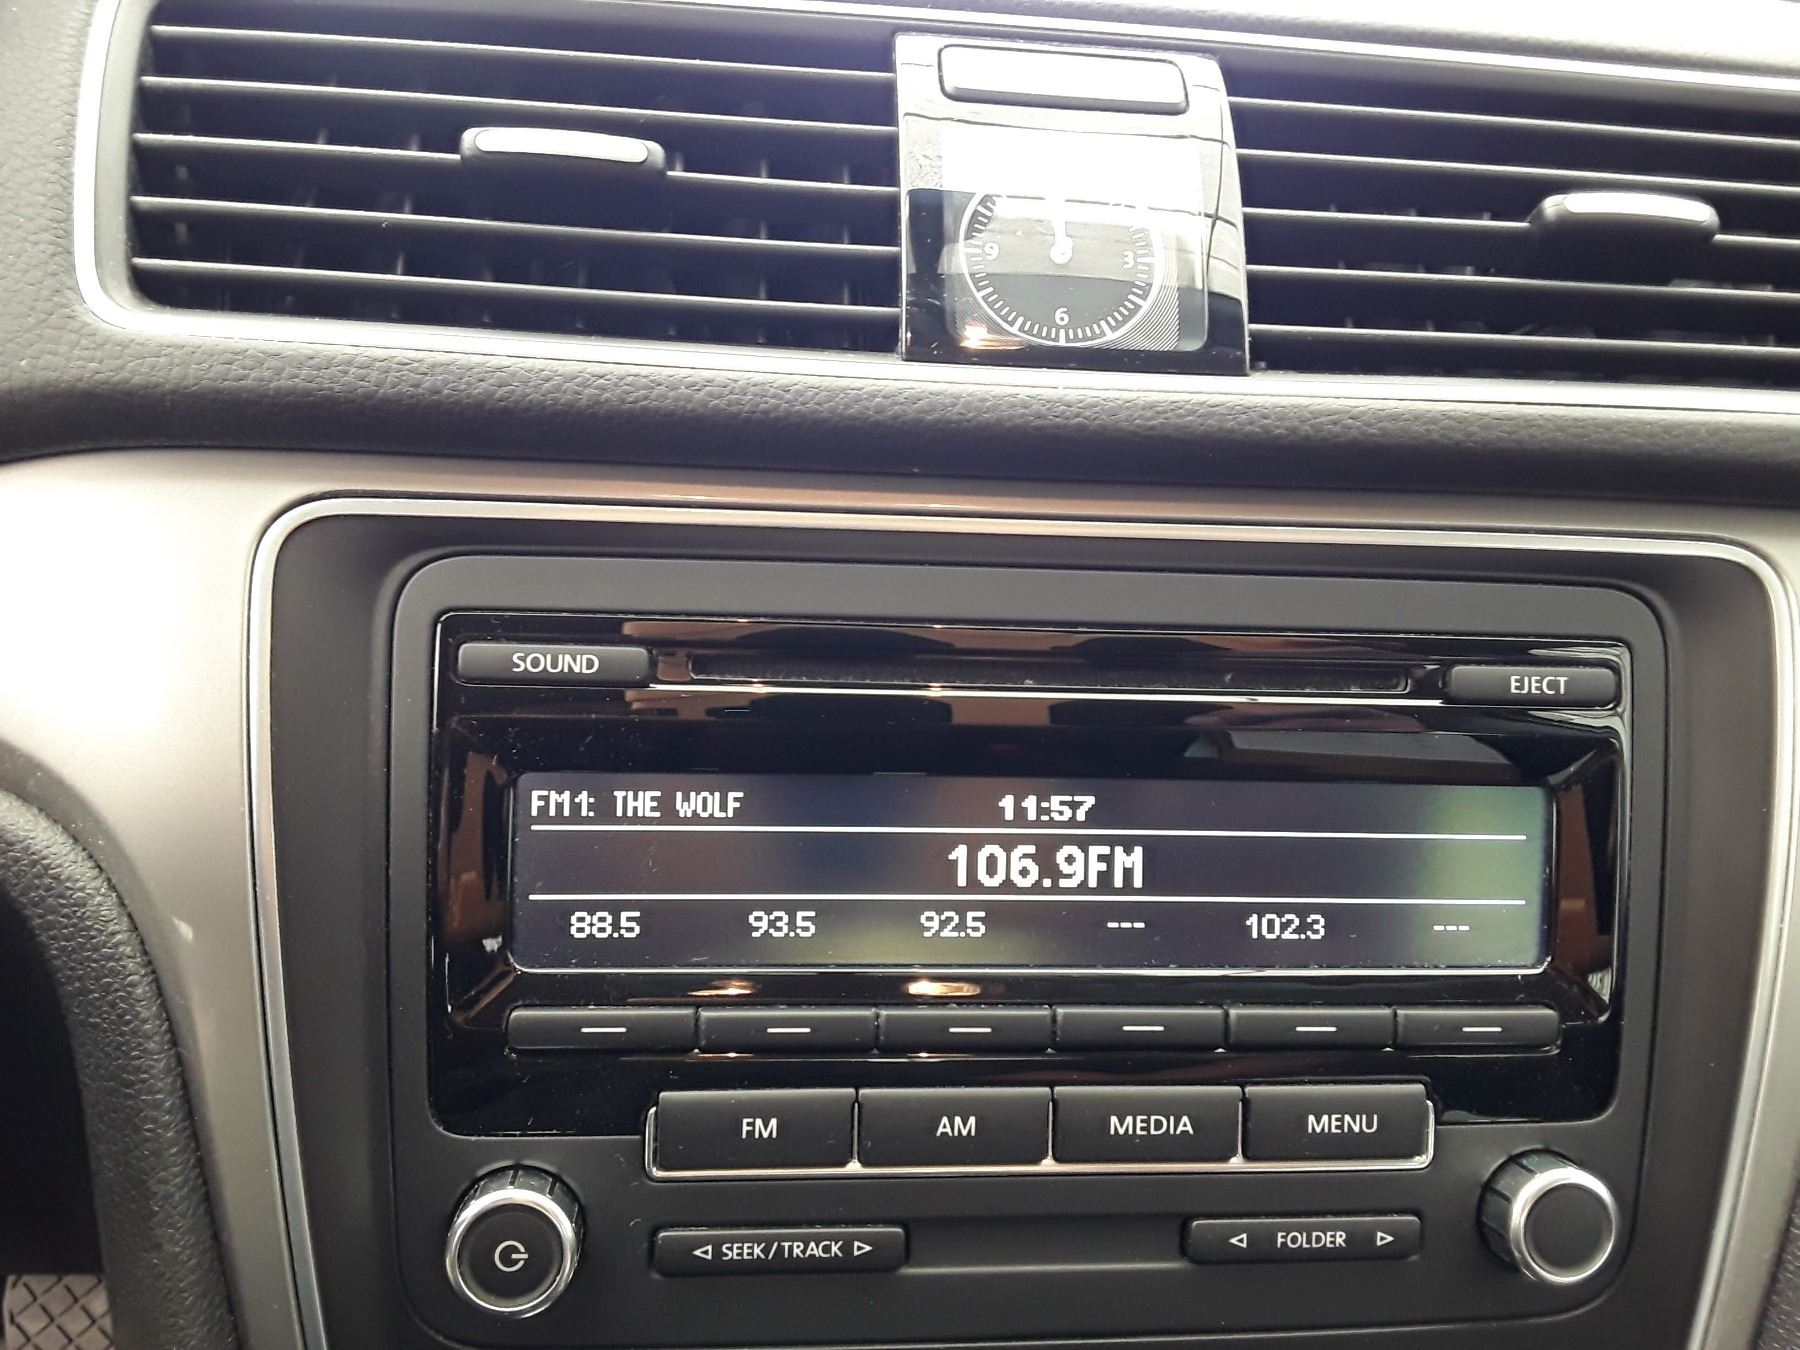 9
3
6
SOUND
EJECT
FM1: THE WOLF 11:57
106.9FM
88.5 93.5 92.5 --- 102.3 ---
FM AM MEDIA MENU
SEEK/TRACK
FOLDER